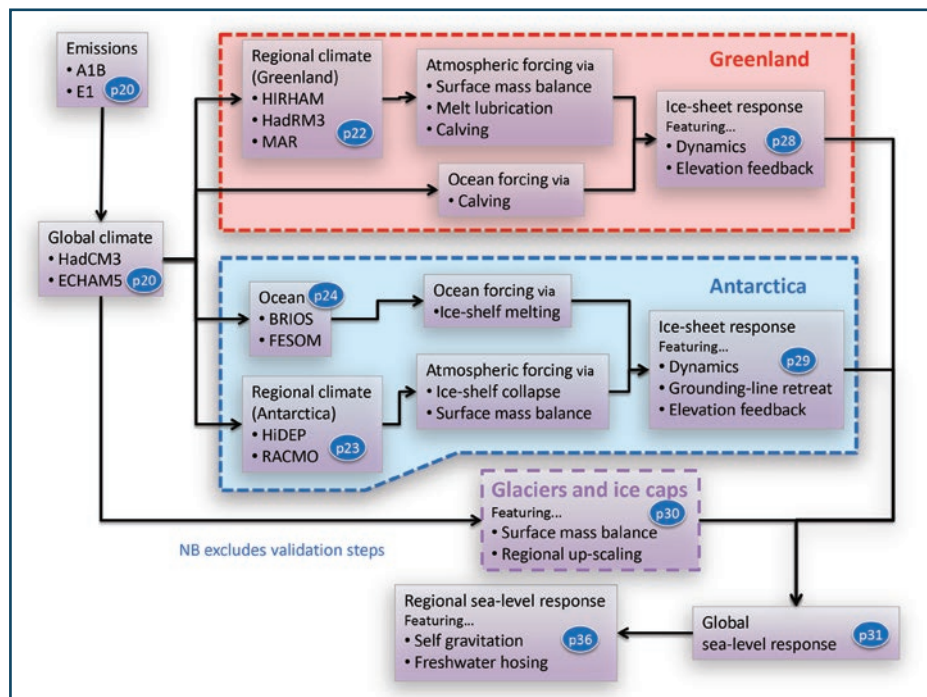 Emissions
• A1B
• E1
p20
Global climate
• HadCM3
• ECHAM5
p20
Greenland
Regional climate
(Greenland)
• HIRHAM
• HadRM3
• MAR
p22
Atmospheric forcing via
• Surface mass balance
• Melt lubrication
• Calving
Ocean forcing via
• Calving
Ice-sheet response
Featuring...
• Dynamics
• Elevation feedback
p28
Antarctica
Ocean
• BRIOS
• FESOM
p24
Ocean forcing via
•Ice-shelf melting
Regional climate
(Antarctica)
• HiDEP
• RACMO
p23
Atmospheric forcing via
• Ice-shelf collapse
• Surface mass balance
Ice-sheet response
Featuring...
• Dynamics
• Grounding-line retreat
• Elevation feedback
p29
Glaciers and ice caps
Featuring...
• Surface mass balance
• Regional up-scaling
p30
NB excludes validation steps
Regional sea-level response
Featuring...
• Self gravitation
• Freshwater hosing
p36
Global
sea-level response
p31